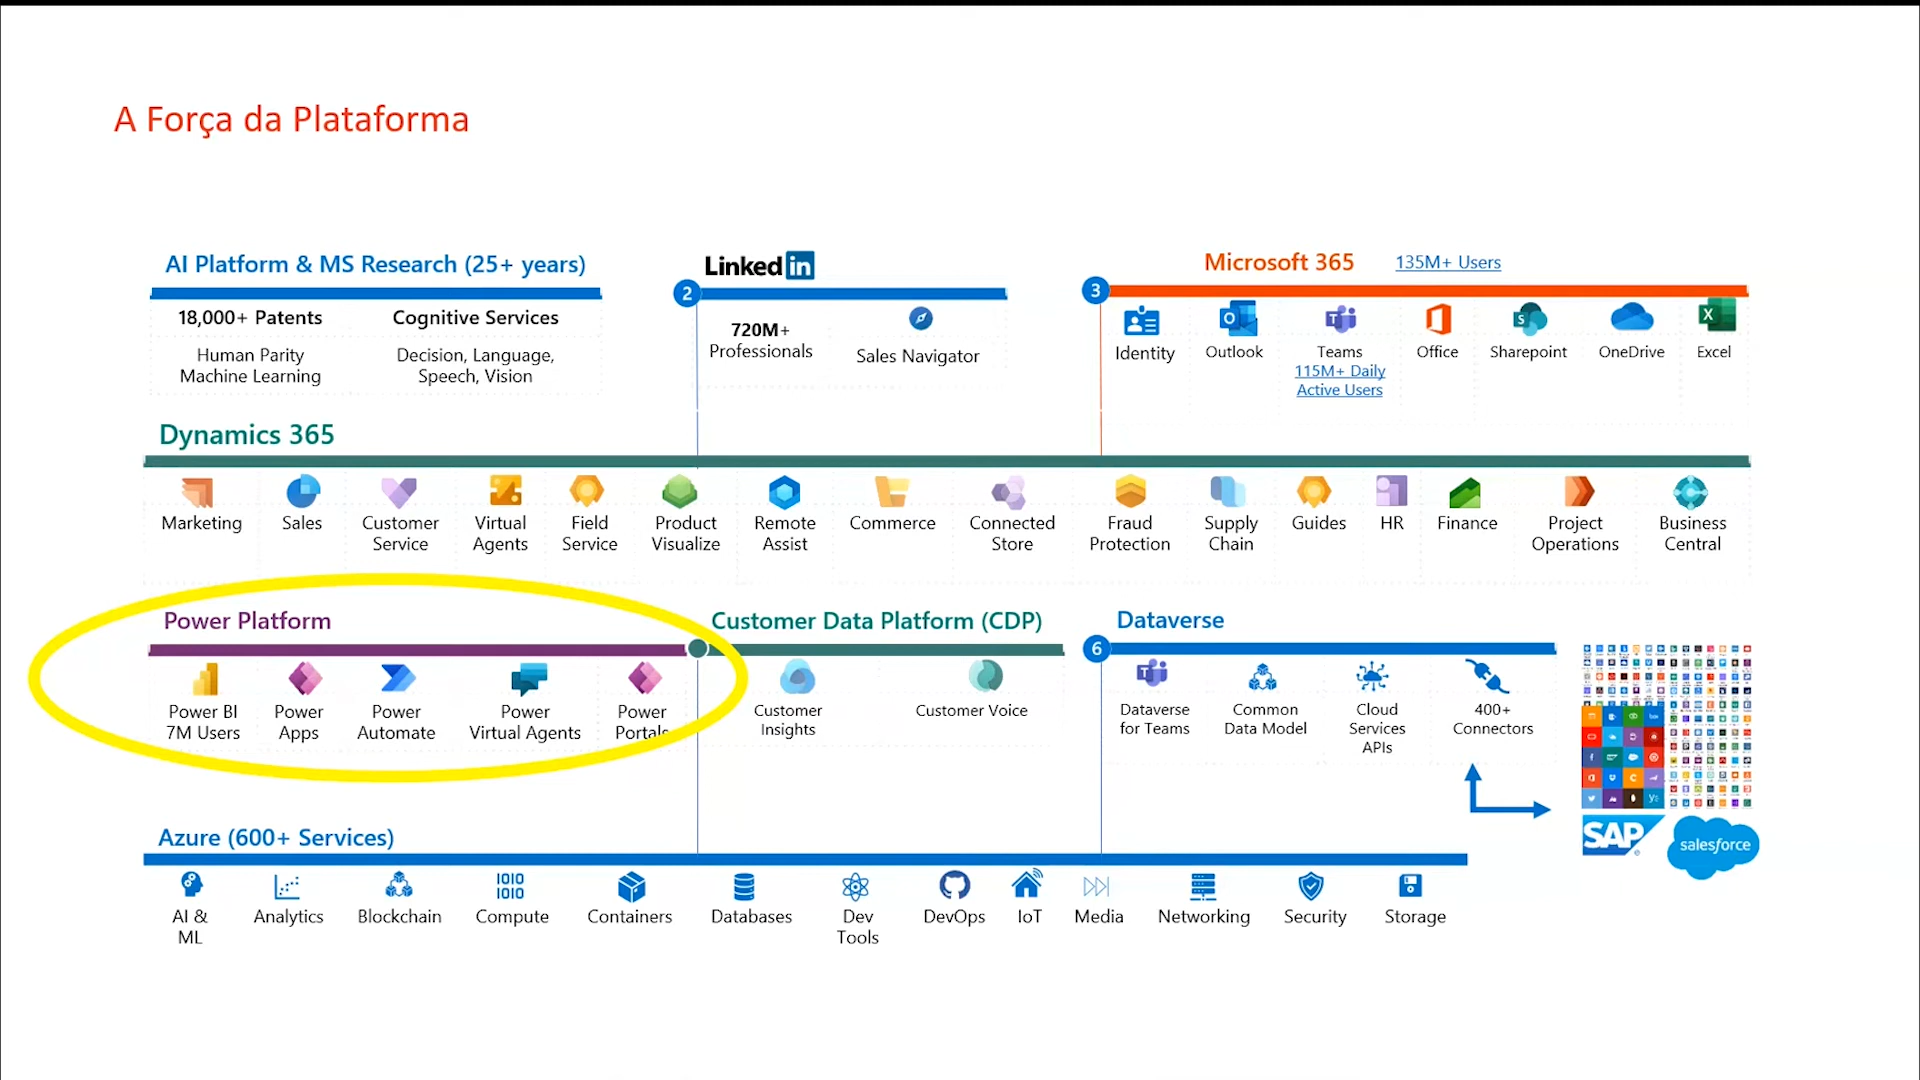 A Força da Plataforma
AI Platform & MS Research (25+ years)
18,000+ Patents
Human Parity
Machine Learning
Cognitive Services
Decision, Language,
Speech, Vision
Linked in
2
720M+
Professionals
Sales Navigator
Microsoft 365
135M+ Users
3
Identity
Outlook
Teams
115M+ Daily
Active Users
Office
Sharepoint
OneDrive
Excel
Dynamics 365
Marketing
Sales
Customer
Service
Virtual
Agents
Field
Service
Product
Visualize
Remote
Assist
Commerce
Connected
Store
Fraud
Protection
Supply
Chain
Guides
HR
Finance
Project
Operations
Business
Central
Power Platform
Power BI
7M Users
Power
Apps
Power
Automate
Power
Virtual Agents
Power
Portals
Customer Data Platform (CDP)
Customer
Insights
Customer Voice
Dataverse
6
Dataverse
for Teams
Common
Data Model
Cloud
Services
APIs
400+
Connectors
SAP
salesforce
Azure (600+ Services)
AI &
ML
Analytics
Blockchain
1010
1010
Compute
Containers
Databases
Dev
Tools
DevOps
IoT
Media
Networking
Security
Storage